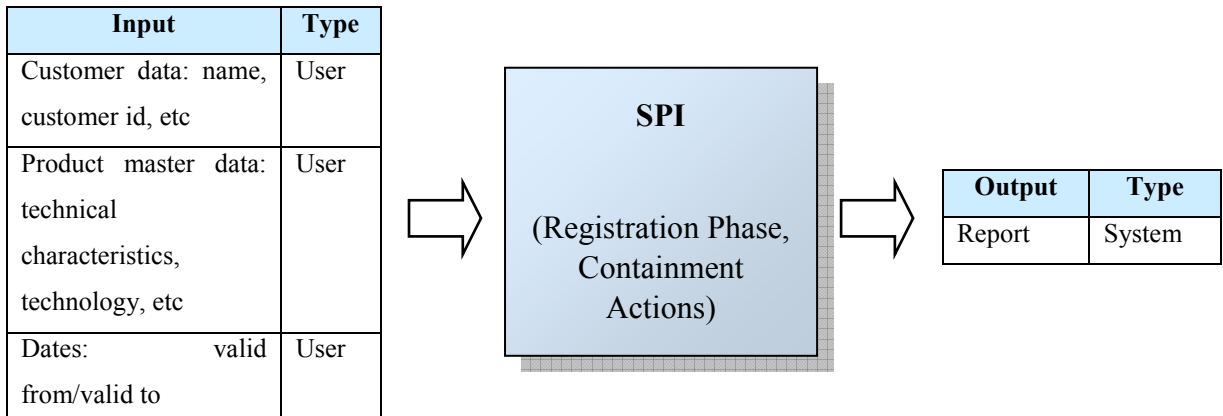 Input Type
Customer data: name, User
customer id, etc
Product master data: User
technical
characteristics,
technology, etc
Dates: valid User
from/valid to
SPI
(Registration Phase,
Containment
Actions)
Output Type
Report System